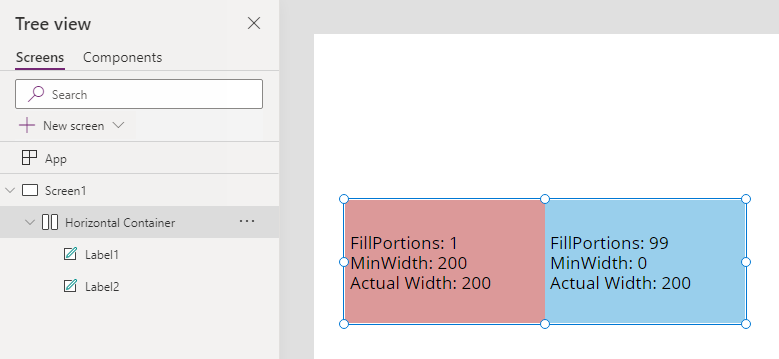 Tree view
Screens Components
Search
New screen
App
Screen1
Horizontal Container
Label1
Label2
FillPortions: 1
MinWidth: 200
Actual Width: 200
FillPortions: 99
MinWidth: 0
Actual Width: 200